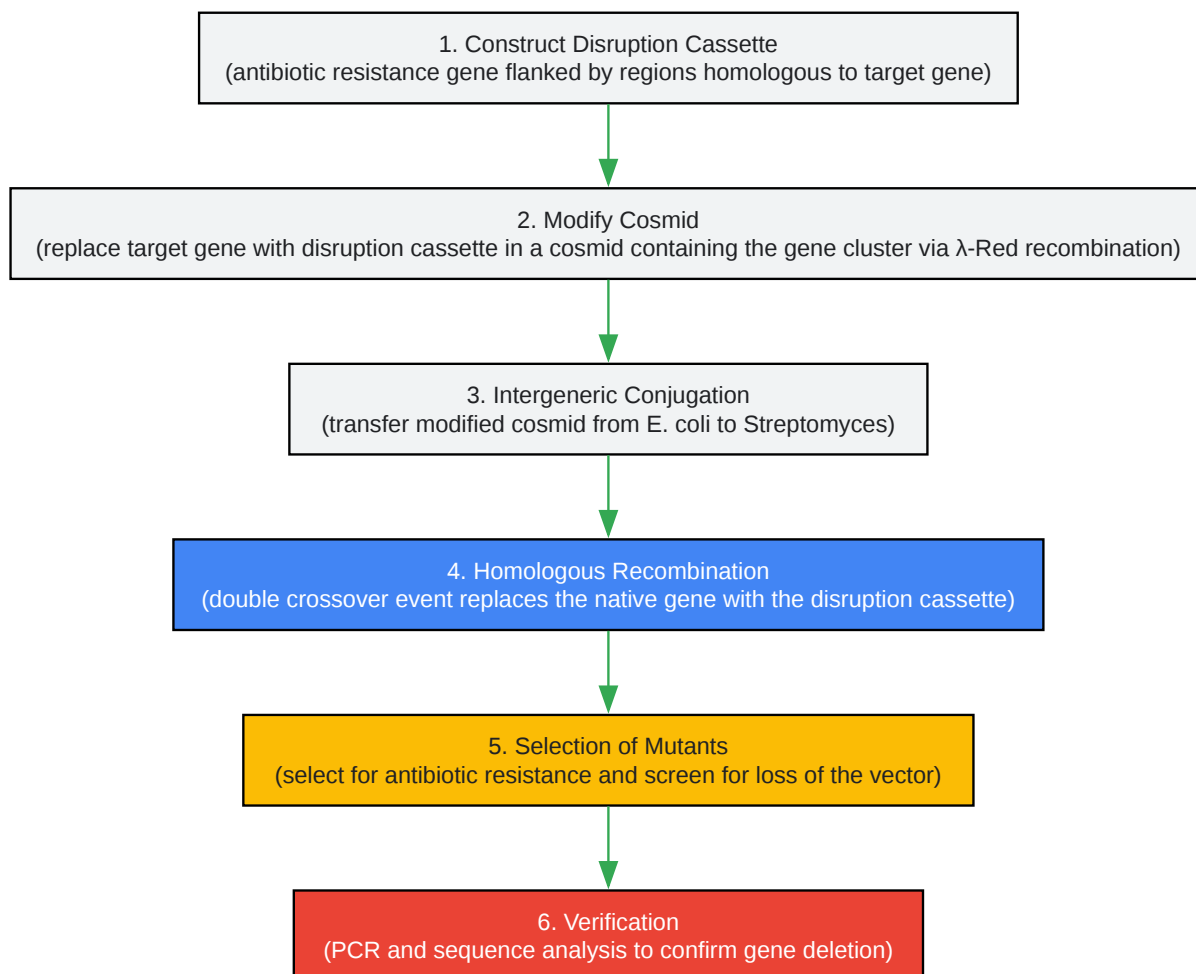 1. Construct Disruption Cassette
(antibiotic resistance gene flanked by regions homologous to target gene)
2. Modify Cosmid
(replace target gene with disruption cassette in a cosmid containing the gene cluster via λ-Red recombination)
3. Intergeneric Conjugation
(transfer modified cosmid from E. coli to Streptomyces)
4. Homologous Recombination
(double crossover event replaces the native gene with the disruption cassette)
5. Selection of Mutants
(select for antibiotic resistance and screen for loss of the vector)
6. Verification
(PCR and sequence analysis to confirm gene deletion)